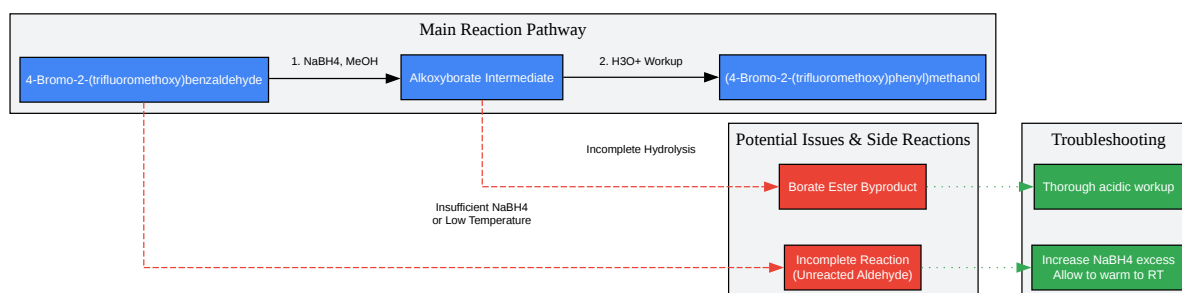 Main Reaction Pathway
4-Bromo-2-(trifluoromethoxy)benzaldehyde
1. NaBH4, MeOH
Alkoxyborate Intermediate
2. H3O+ Workup
(4-Bromo-2-(trifluoromethoxy)phenyl)methanol
Potential Issues & Side Reactions
Troubleshooting
Incomplete Hydrolysis
Borate Ester Byproduct
Thorough acidic workup
Insufficient NaBH4
or Low Temperature
Incomplete Reaction
(Unreacted Aldehyde)
Increase NaBH4 excess
Allow to warm to RT